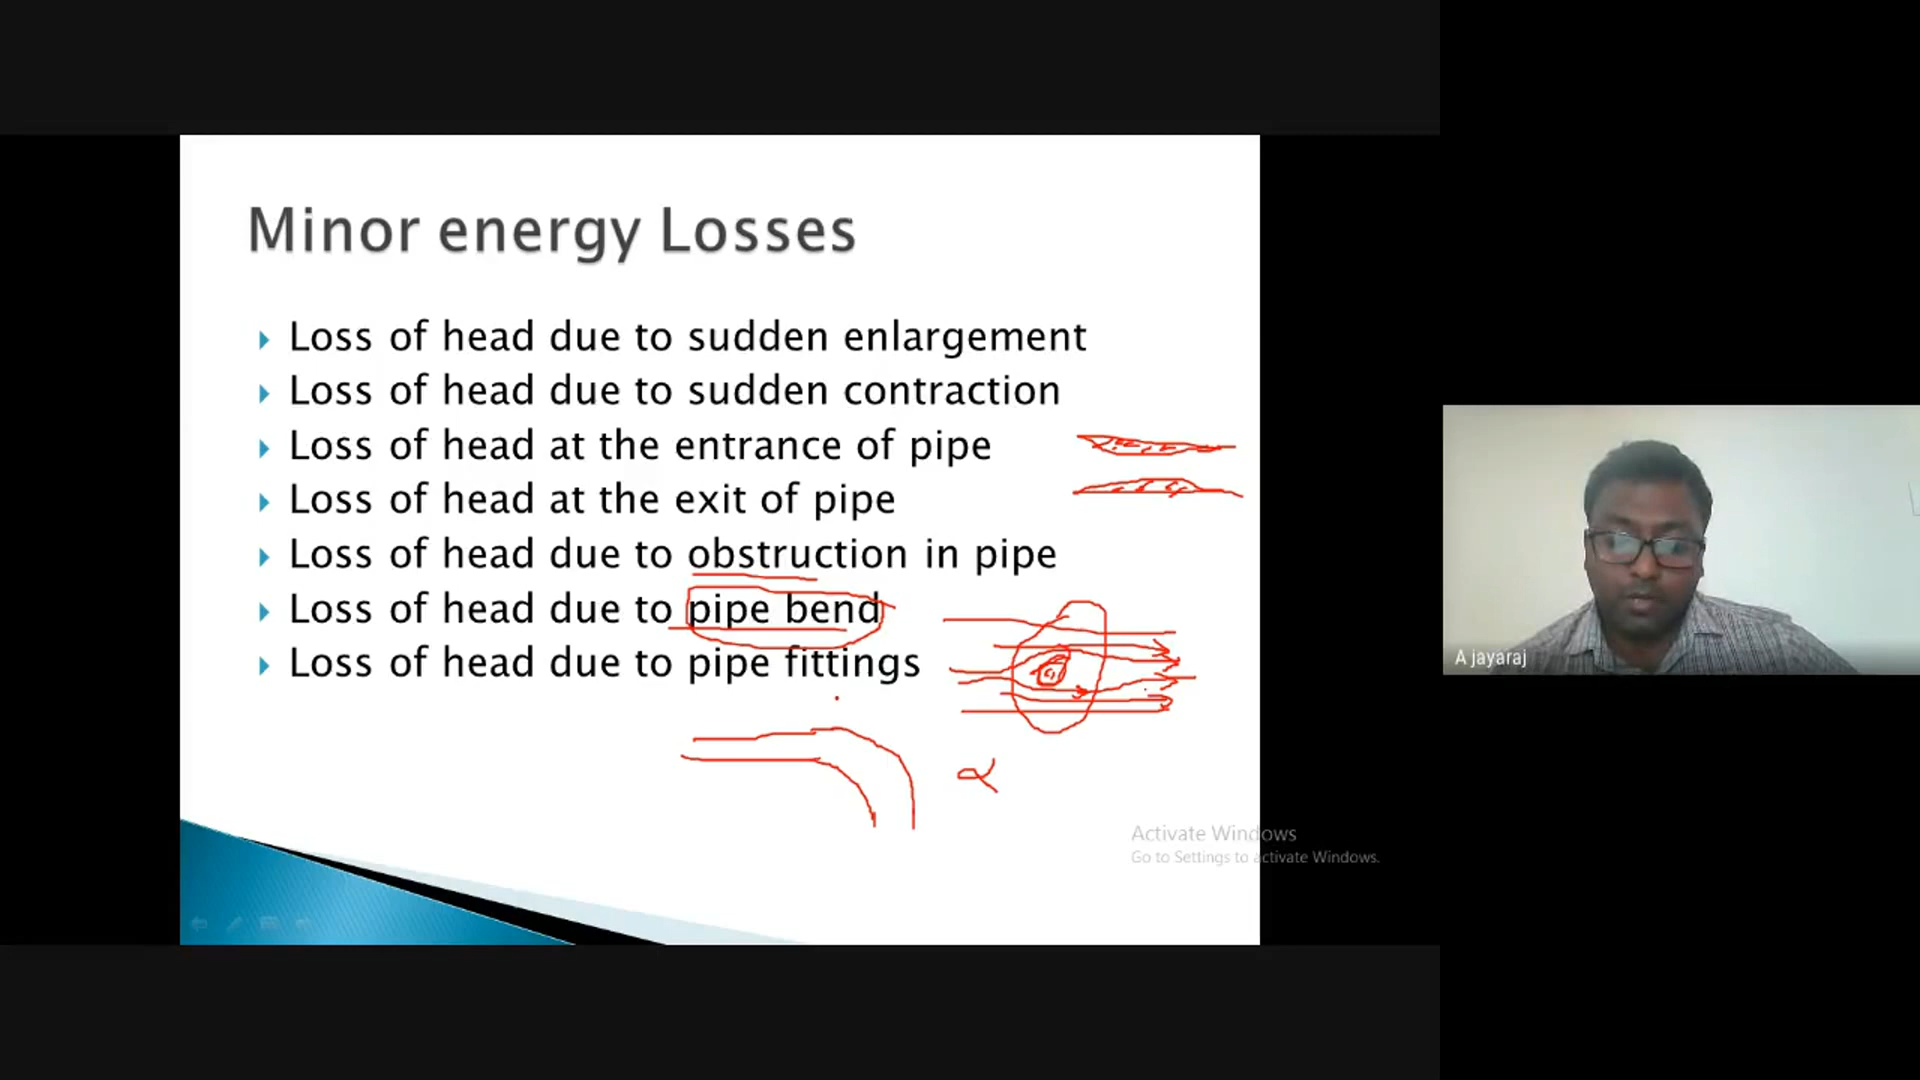 Minor energy Losses
Loss of head due to sudden enlargement
Loss of head due to sudden contraction
Loss of head at the entrance of pipe
Loss of head at the exit of pipe
Loss of head due to obstruction in pipe
Loss of head due to pipe bend
Loss of head due to pipe fittings
α
A jayaraj
Activate Windows
Go to Settings to activate Windows.